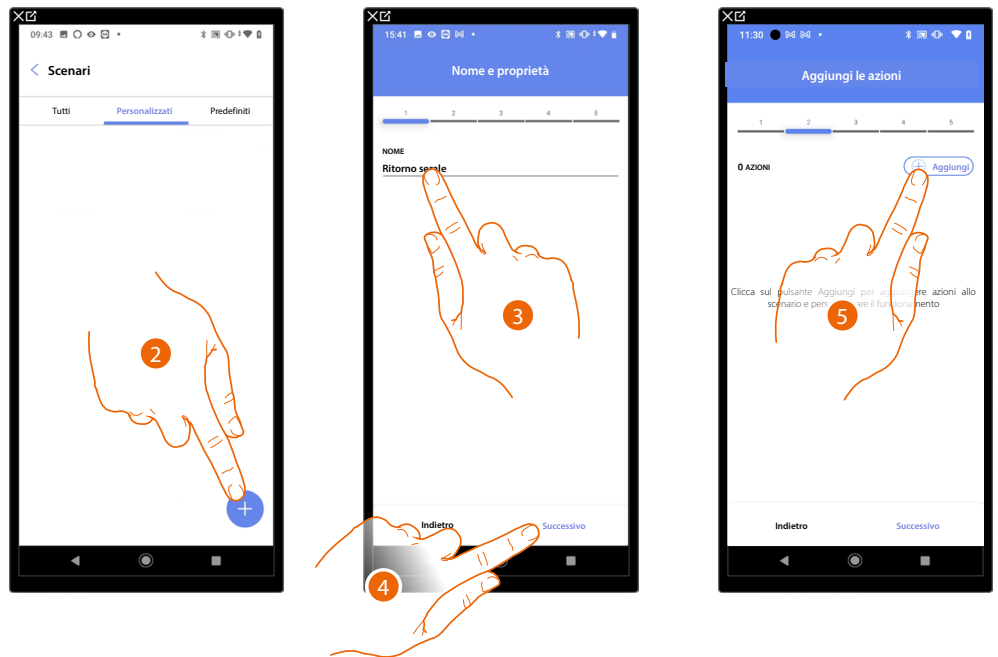 09:43
Scenari
Tutti Personalizzati Predefiniti
2
15:41
Nome e proprietà
1 2 3 4 5
NOME
Ritorno serale
3
Indietro Successivo
4
11:30
Aggiungi le azioni
1 2 3 4 5
0 AZIONI Aggiungi
Clicca sul pulsante Aggiungi per aggiungere azioni allo
scenario e personalizzare il funzionamento
5
Indietro Successivo